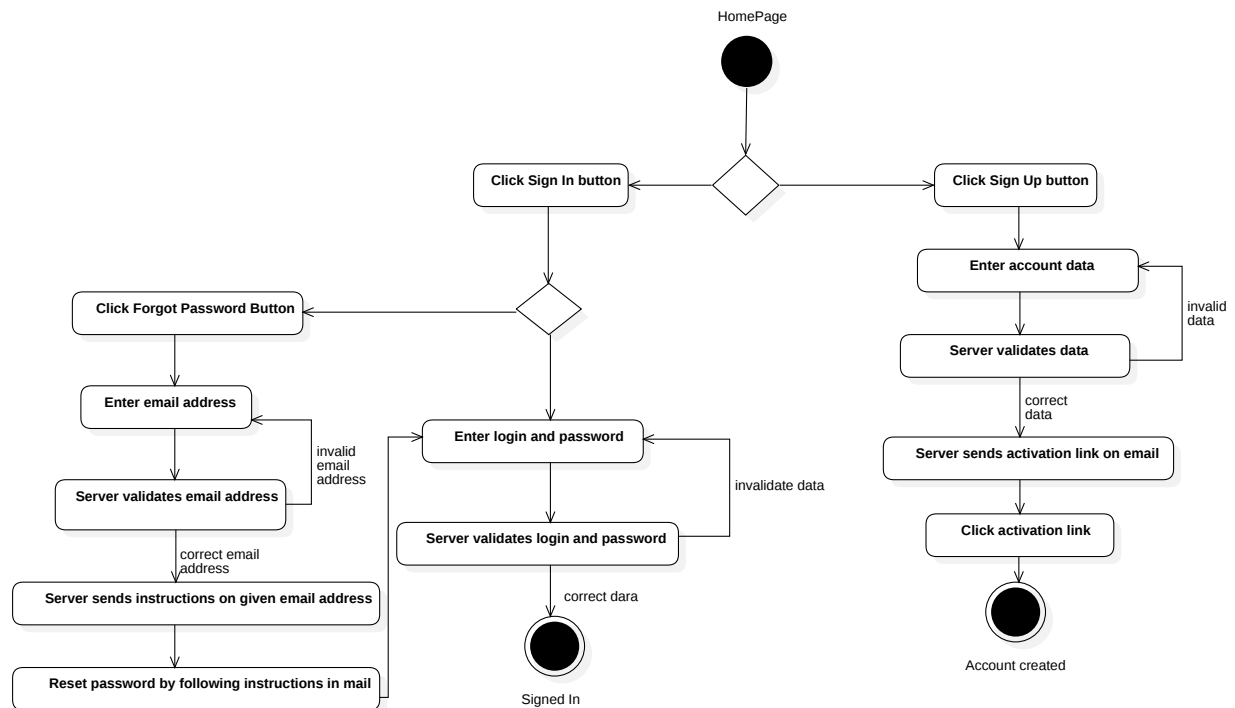 HomePage
Click Sign In button
Click Sign Up button
Enter account data
Click Forgot Password Button
invalid
data
Server validates data
Enter email address
correct
data
Enter login and password
invalid
email
address
Server sends activation link on email
invalidate data
Server validates email address
Click activation link
Server validates login and password
correct email
address
Server sends instructions on given email address
correct dara
Account created
Reset password by following instructions in mail
Signed In